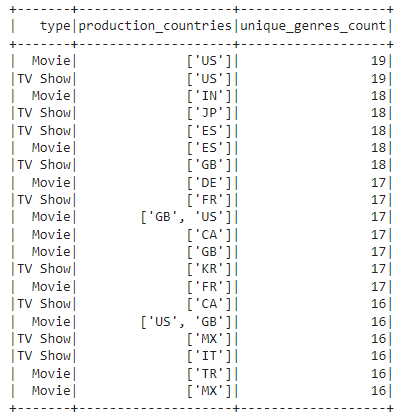 +-------+--------------------+-------------------+
|   type|production_countries|unique_genres_count|
+-------+--------------------+-------------------+
|  Movie|              ['US']|                 19|
|TV Show|              ['US']|                 19|
|  Movie|              ['IN']|                 18|
|TV Show|              ['JP']|                 18|
|TV Show|              ['ES']|                 18|
|  Movie|              ['ES']|                 18|
|TV Show|              ['GB']|                 18|
|  Movie|              ['DE']|                 17|
|TV Show|              ['FR']|                 17|
|  Movie|        ['GB', 'US']|                 17|
|  Movie|              ['CA']|                 17|
|  Movie|              ['GB']|                 17|
|TV Show|              ['KR']|                 17|
|  Movie|              ['FR']|                 17|
|TV Show|              ['CA']|                 16|
|  Movie|        ['US', 'GB']|                 16|
|TV Show|              ['MX']|                 16|
|TV Show|              ['IT']|                 16|
|  Movie|              ['TR']|                 16|
|  Movie|              ['MX']|                 16|
+-------+--------------------+-------------------+